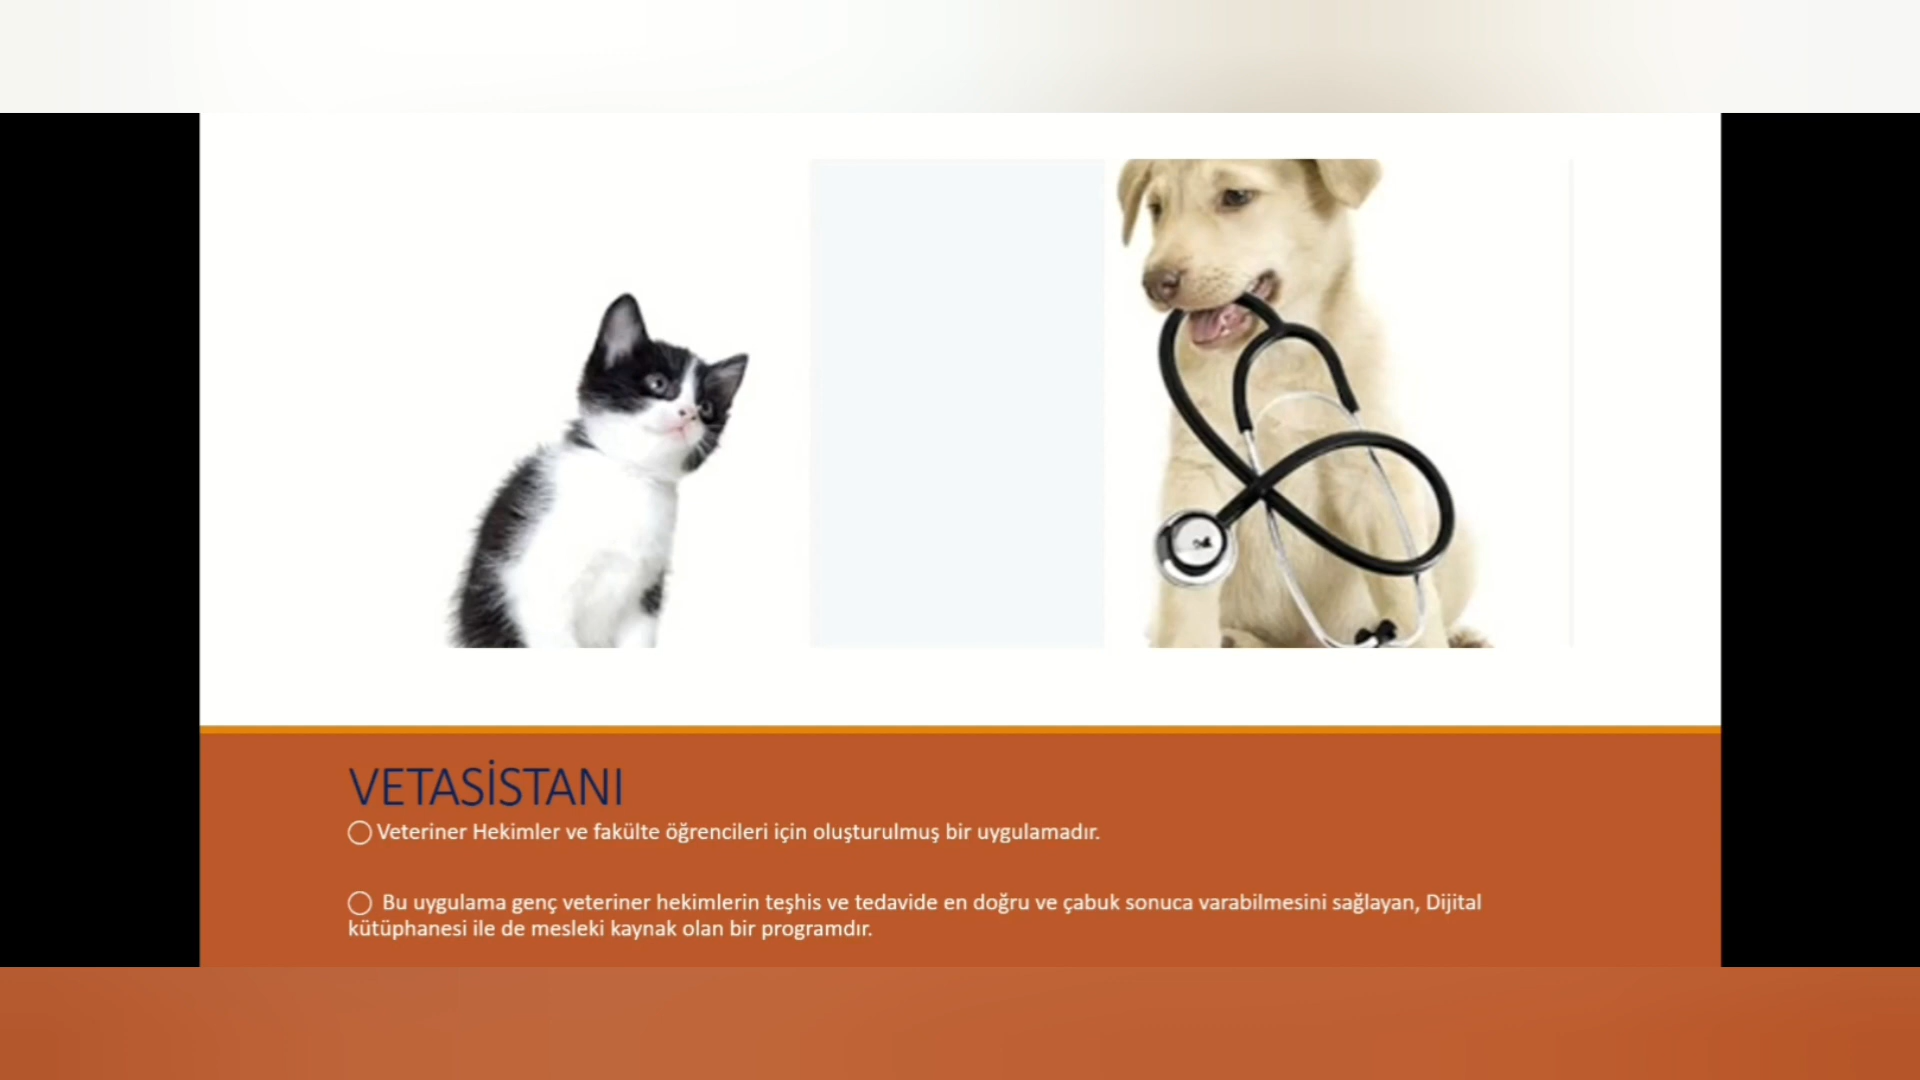 VETASİSTANI
◯ Veteriner Hekimler ve fakülte öğrencileri için oluşturulmuş bir uygulamadır.
◯ Bu uygulama genç veteriner hekimlerin teşhis ve tedavide en doğru ve çabuk sonuca varabilmesini sağlayan, Dijital
kütüphanesi ile de mesleki kaynak olan bir programdır.